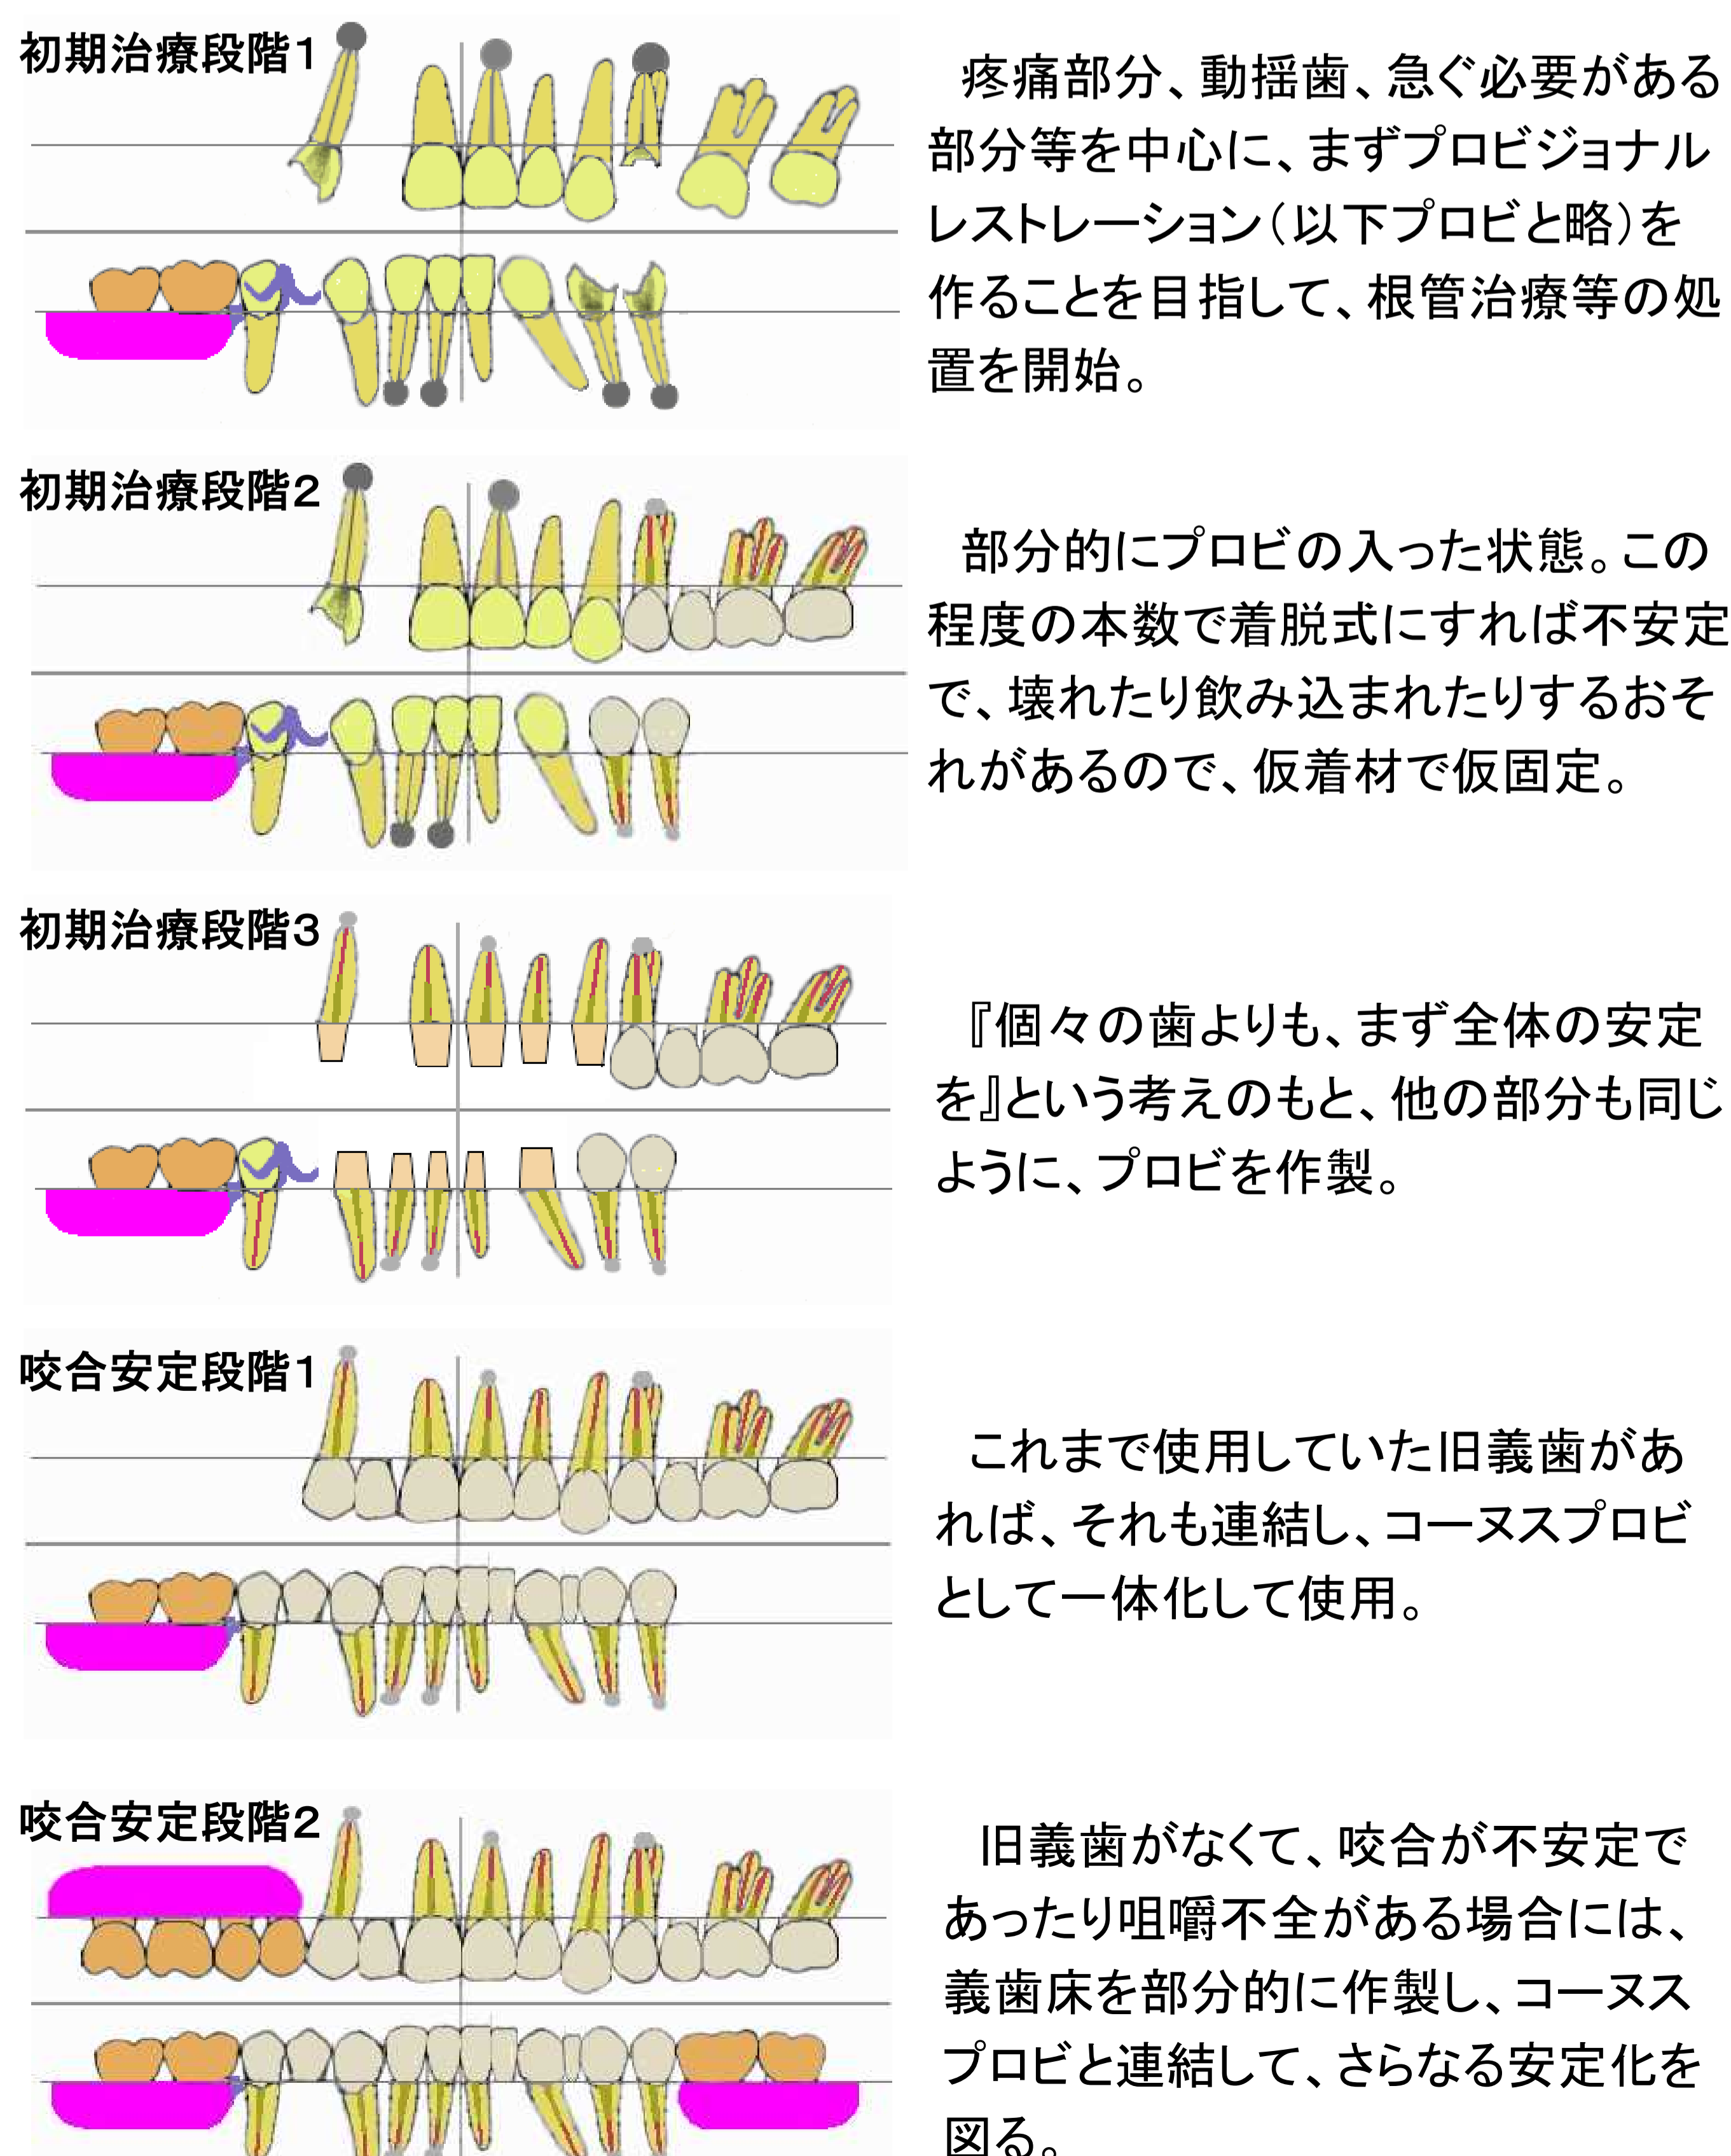 初期治療段階１
疼痛部分、動揺歯、急ぐ必要がある
部分等を中心に、まずプロビジョナル
レストレーション（以下プロビと略）を
作ることを目指して、根管治療等の処
置を開始。
初期治療段階２
部分的にプロビの入った状態。この
程度の本数で着脱式にすれば不安定
で、壊れたり飲み込まれたりするおそ
れがあるので、仮着材で仮固定。
初期治療段階３
『個々の歯よりも、まず全体の安定
を』という考えのもと、他の部分も同じ
ように、プロビを作製。
咬合安定段階１
これまで使用していた旧義歯があ
れば、それも連結し、コーヌスプロビ
として一体化して使用。
咬合安定段階２
旧義歯がなくて、咬合が不安定で
あったり咀嚼不全がある場合には、
義歯床を部分的に作製し、コーヌス
プロビと連結して、さらなる安定化を
図る。